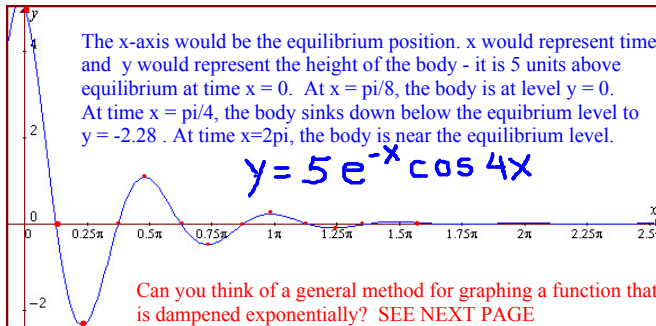 y
The x-axis would be the equilibrium position. x would represent time
4
and y would represent the height of the body - it is 5 units above
equilibrium at time x = 0. At x = pi/8, the body is at level y = 0.
At time x = pi/4, the body sinks down below the equibrium level to
2
y = -2.28 . At time x=2pi, the body is near the equilibrium level.
y = 5 e^-x cos 4x
0 x
0 0.25π 0.5π 0.75π 1π 1.25π 1.5π 1.75π 2π 2.25π 2.5π
Can you think of a general method for graphing a function that
-2
is dampened exponentially? SEE NEXT PAGE